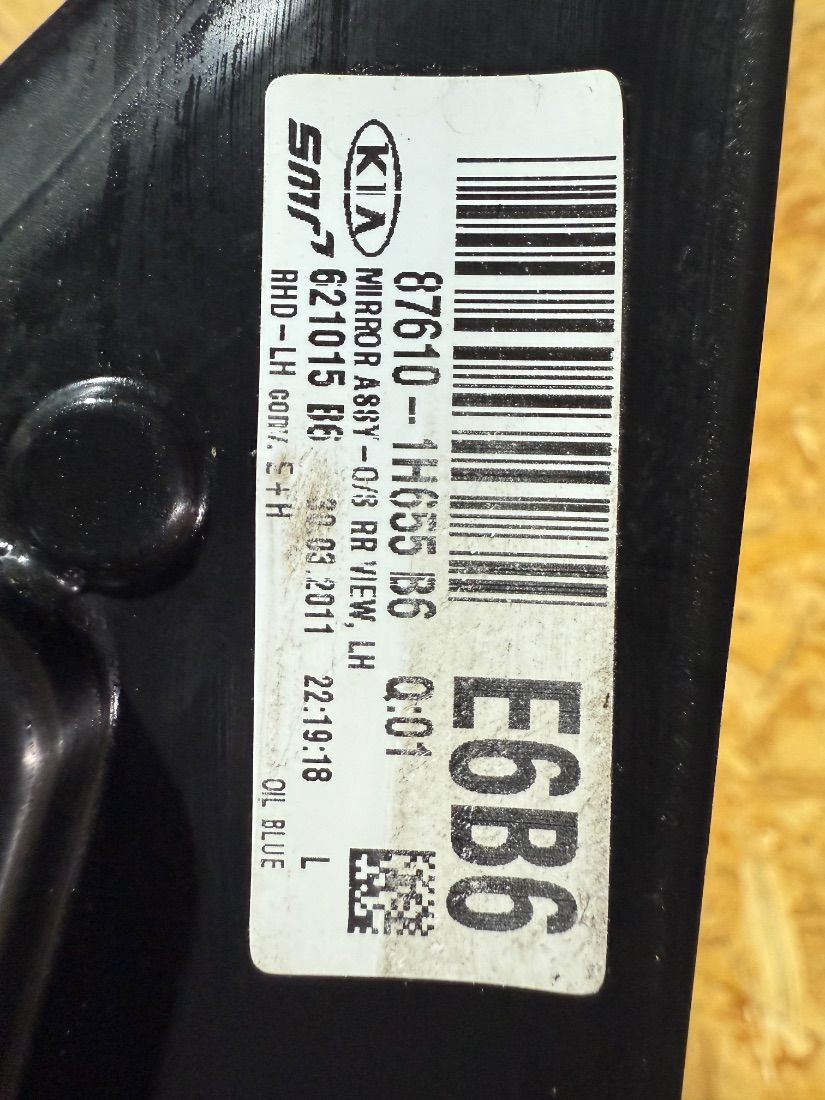 E6B6
KIA
87610-1H655 B6 Q.01
MIRROR ASSY-O/S RR VIEW, LH
SMR
621015 B6 30.03.2011 22:19:18 L
RHD-LH conv. E+H OIL BLUE